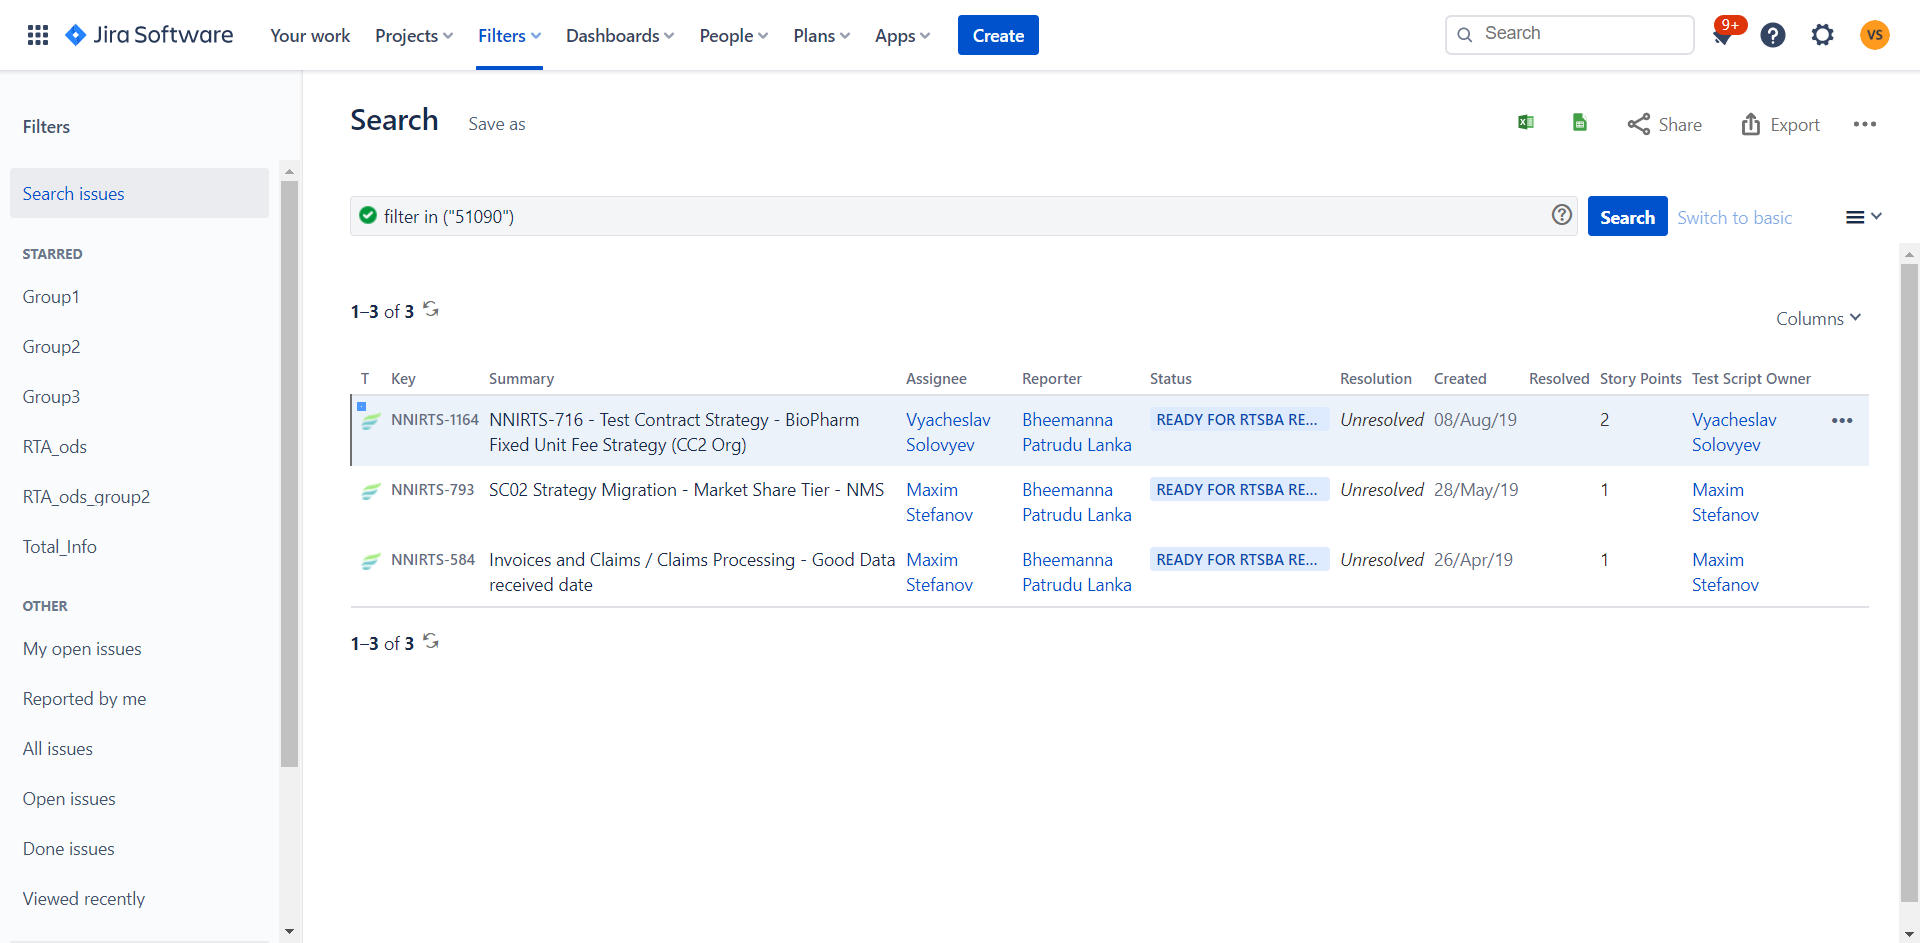 Jira Software Your work Projects Filters Dashboards People Plans Apps Create Search 9+ VS
Filters
Search issues
STARRED
Group1
Group2
Group3
RTA_ods
RTA_ods_group2
Total_Info
OTHER
My open issues
Reported by me
All issues
Open issues
Done issues
Viewed recently
Search Save as Share Export
filter in ("51090") Search Switch to basic
1–3 of 3
Columns
T Key Summary Assignee Reporter Status Resolution Created Resolved Story Points Test Script Owner
NNIRTS-1164 NNIRTS-716 - Test Contract Strategy - BioPharm Vyacheslav Bheemanna READY FOR RTSBA RE... Unresolved 08/Aug/19 2 Vyacheslav
Fixed Unit Fee Strategy (CC2 Org) Solovyev Patrudu Lanka Solovyev
NNIRTS-793 SC02 Strategy Migration - Market Share Tier - NMS Maxim Bheemanna READY FOR RTSBA RE... Unresolved 28/May/19 1 Maxim
Stefanov Patrudu Lanka Stefanov
NNIRTS-584 Invoices and Claims / Claims Processing - Good Data Maxim Bheemanna READY FOR RTSBA RE... Unresolved 26/Apr/19 1 Maxim
received date Stefanov Patrudu Lanka Stefanov
1–3 of 3